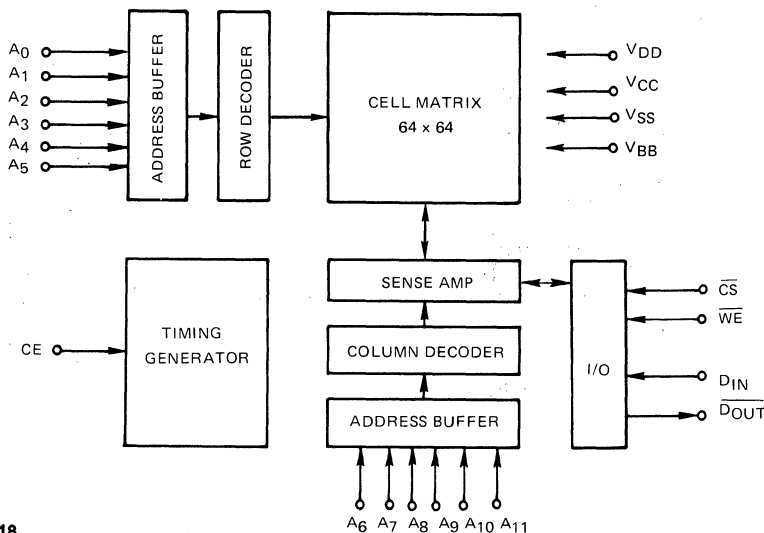 A0
A1
A2
A3
A4
A5
ADDRESS BUFFER
ROW DECODER
CELL MATRIX
64 x 64
VDD
VCC
VSS
VBB
CE
TIMING
GENERATOR
SENSE AMP
COLUMN DECODER
ADDRESS BUFFER
I/O
CS
WE
DIN
DOUT
A6 A7 A8 A9 A10 A11
18